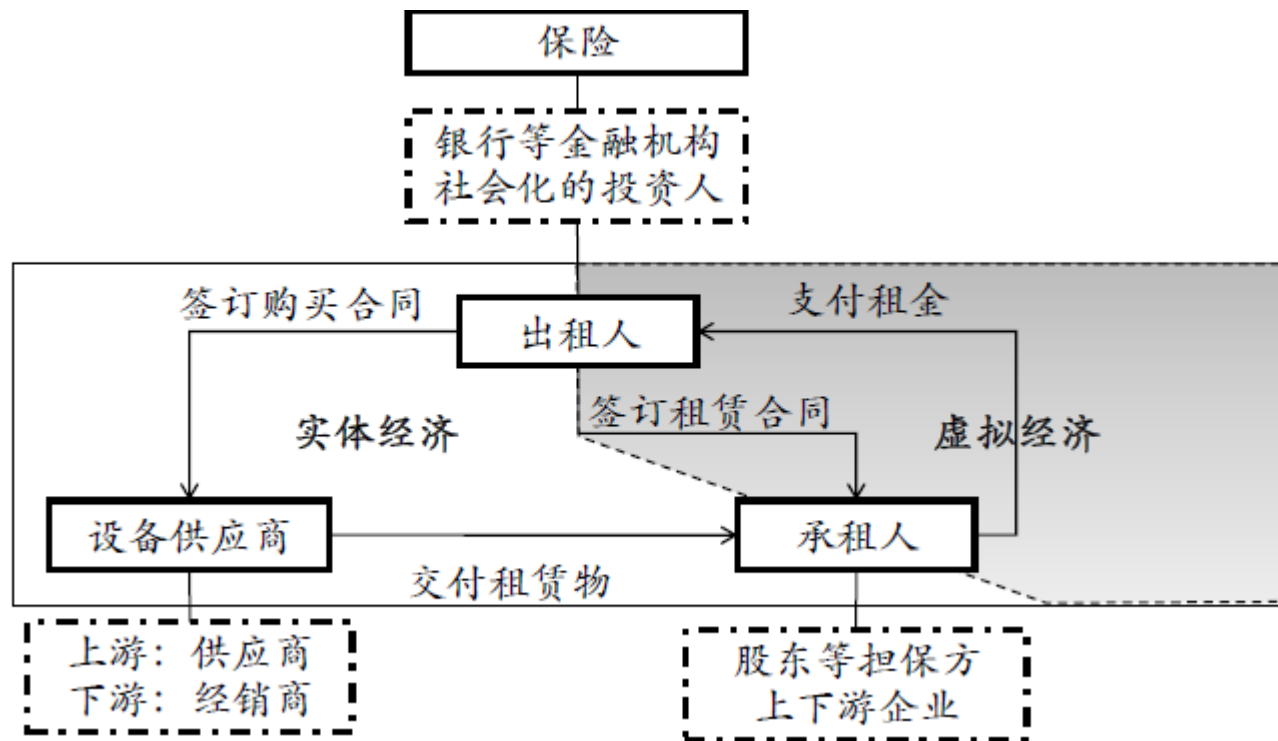 保险
银行等金融机构
社会化的投资人
签订购买合同
支付租金
出租人
签订租赁合同
实体经济
虚拟经济
设备供应商
承租人
交付租赁物
上游：供应商
下游：经销商
股东等担保方
上下游企业